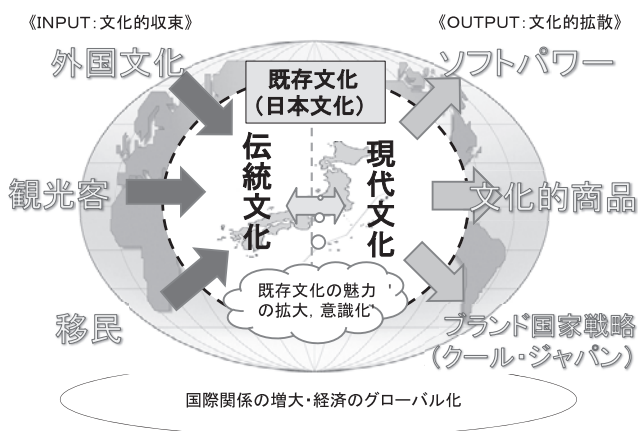 《INPUT：文化的収束》
《OUTPUT：文化的拡散》
外国文化
既存文化
（日本文化）
ソフトパワー
伝統文化
現代文化
観光客
文化的商品
移民
既存文化の魅力
の拡大，意識化
ブランド国家戦略
（クール・ジャパン）
国際関係の増大・経済のグローバル化